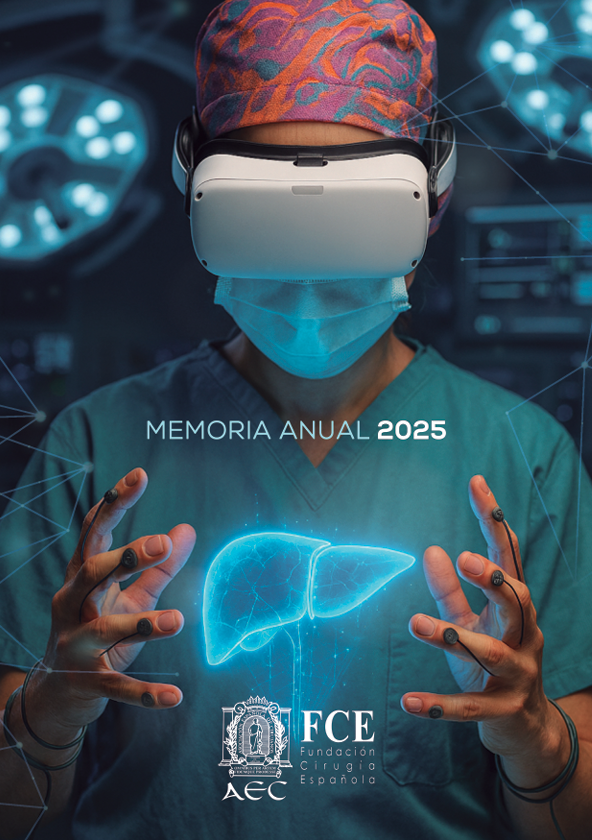 MEMORIA ANUAL 2025
FCE
Fundación
Cirugía
Española
AEC